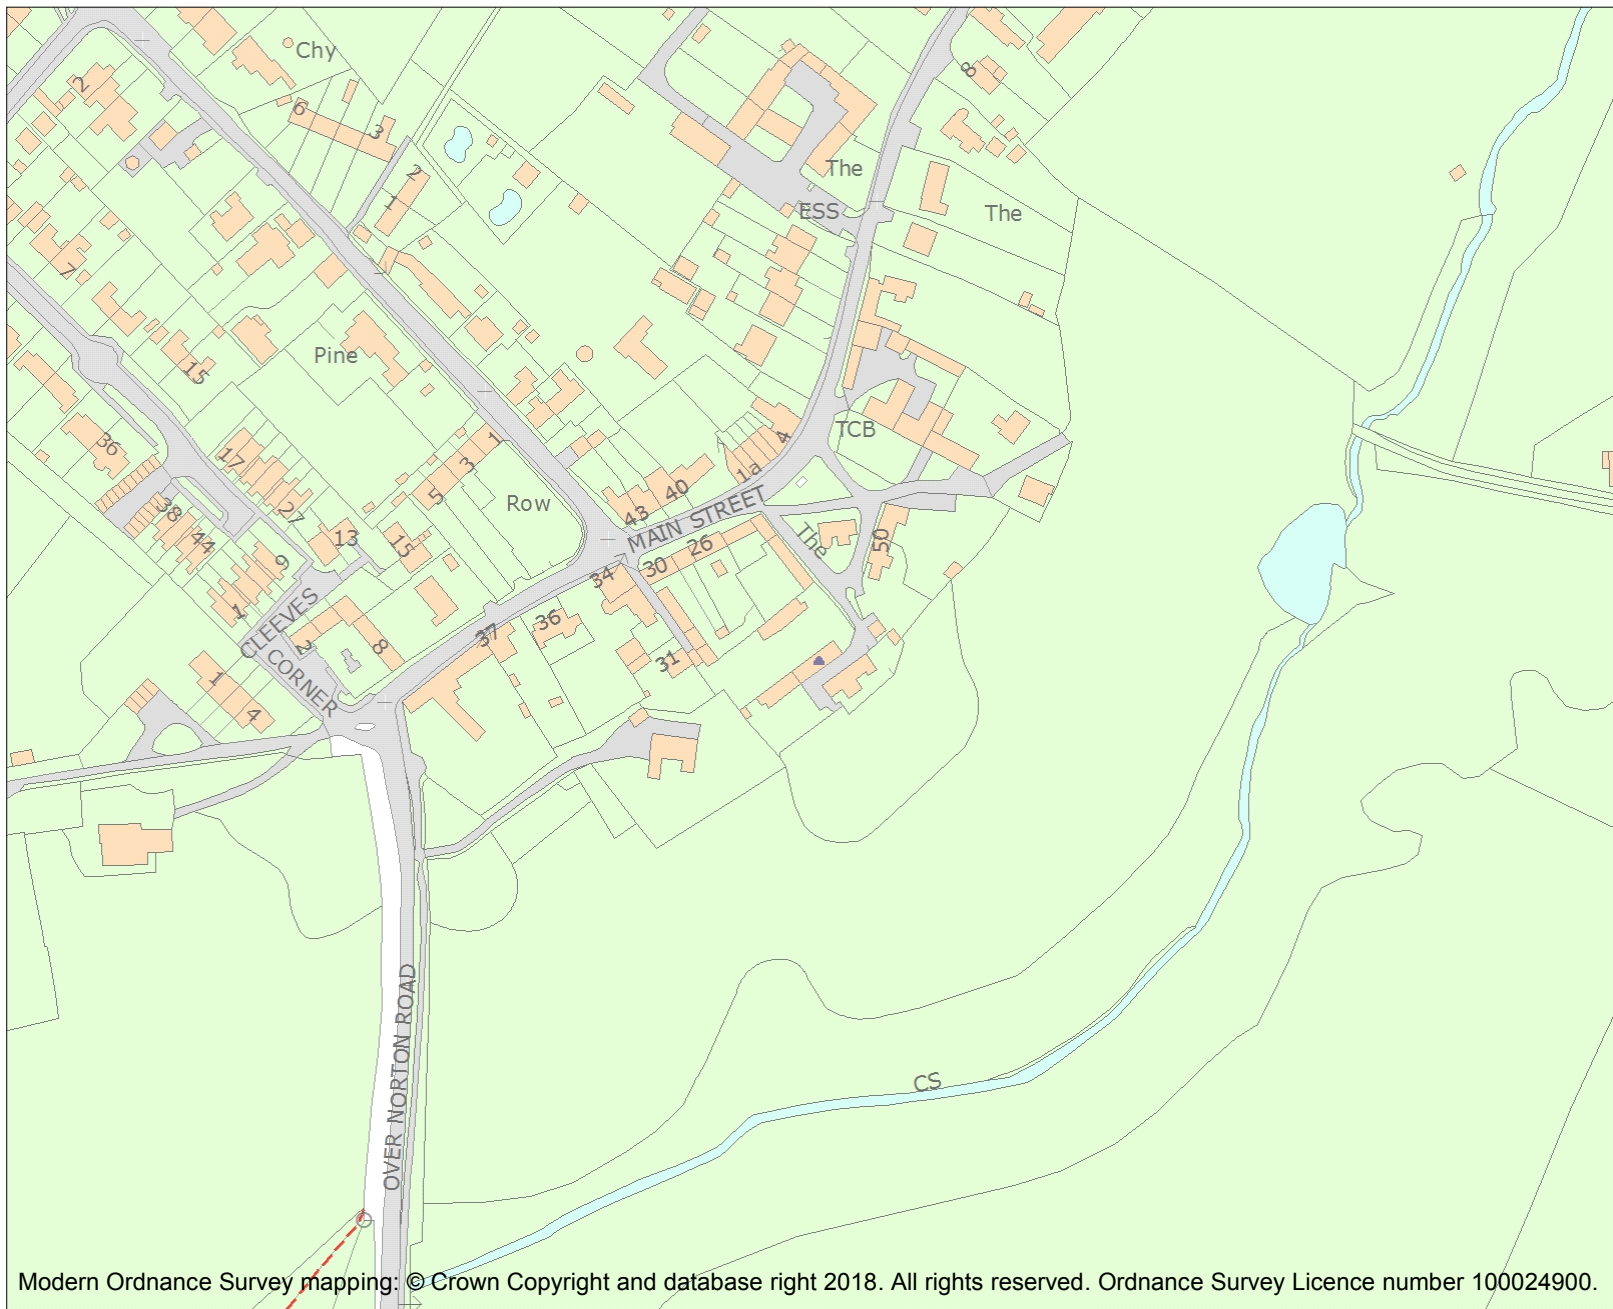 Chy
2
6
3
8
2
1
The
The
ESS
7
Pine
15
TCB
36
1
4
17
3
1a
5
40
Row
38
27
43
MAIN STREET
44
13
15
26
The
50
9
30
34
1
CLEEVES
CORNER
2
8
37
36
31
1
4
OVER NORTON ROAD
CS
Modern Ordnance Survey mapping: © Crown Copyright and database right 2018. All rights reserved. Ordnance Survey Licence number 100024900.